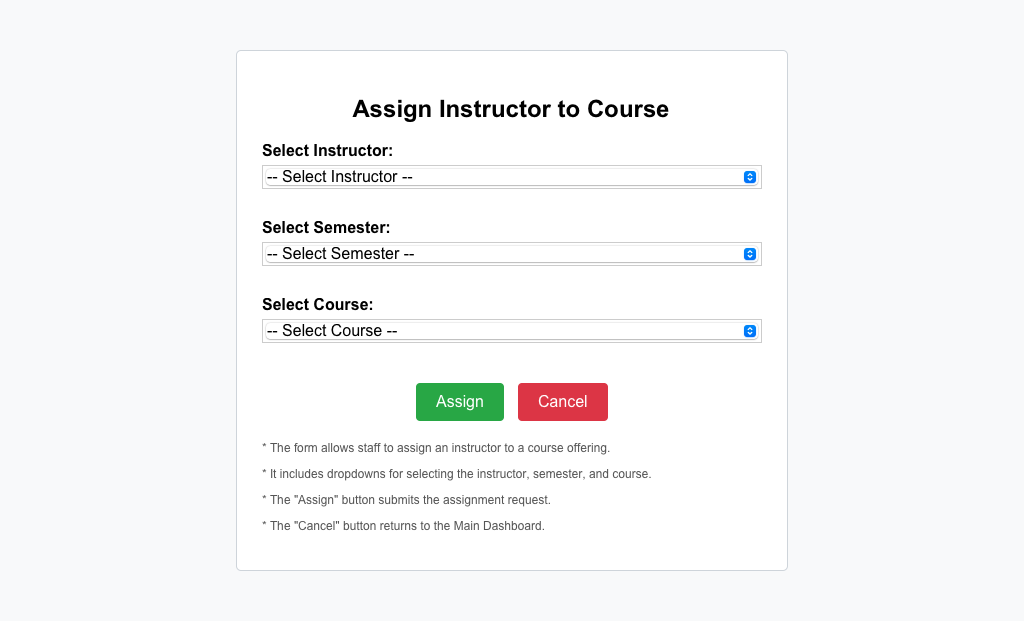 Assign Instructor to Course
Select Instructor:
-- Select Instructor --
Select Semester:
-- Select Semester --
Select Course:
-- Select Course --
Assign Cancel
* The form allows staff to assign an instructor to a course offering.
* It includes dropdowns for selecting the instructor, semester, and course.
* The "Assign" button submits the assignment request.
* The "Cancel" button returns to the Main Dashboard.